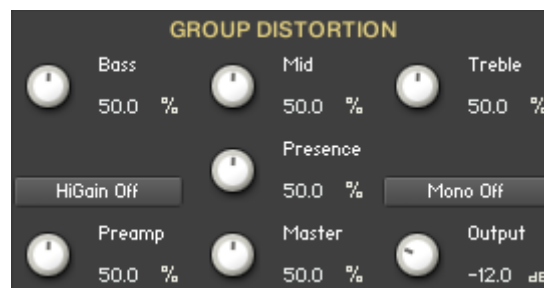 GROUP DISTORTION
Bass Mid Treble
50.0 % 50.0 % 50.0 %
Presence
50.0 %
HiGain Off Mono Off
Preamp Master Output
50.0 % 50.0 % -12.0 dB